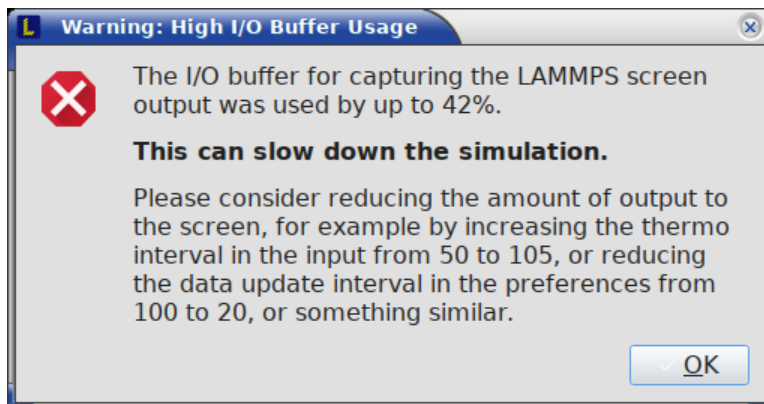 Warning: High I/O Buffer Usage
The I/O buffer for capturing the LAMMPS screen
output was used by up to 42%.
This can slow down the simulation.
Please consider reducing the amount of output to
the screen, for example by increasing the thermo
interval in the input from 50 to 105, or reducing
the data update interval in the preferences from
100 to 20, or something similar.
OK